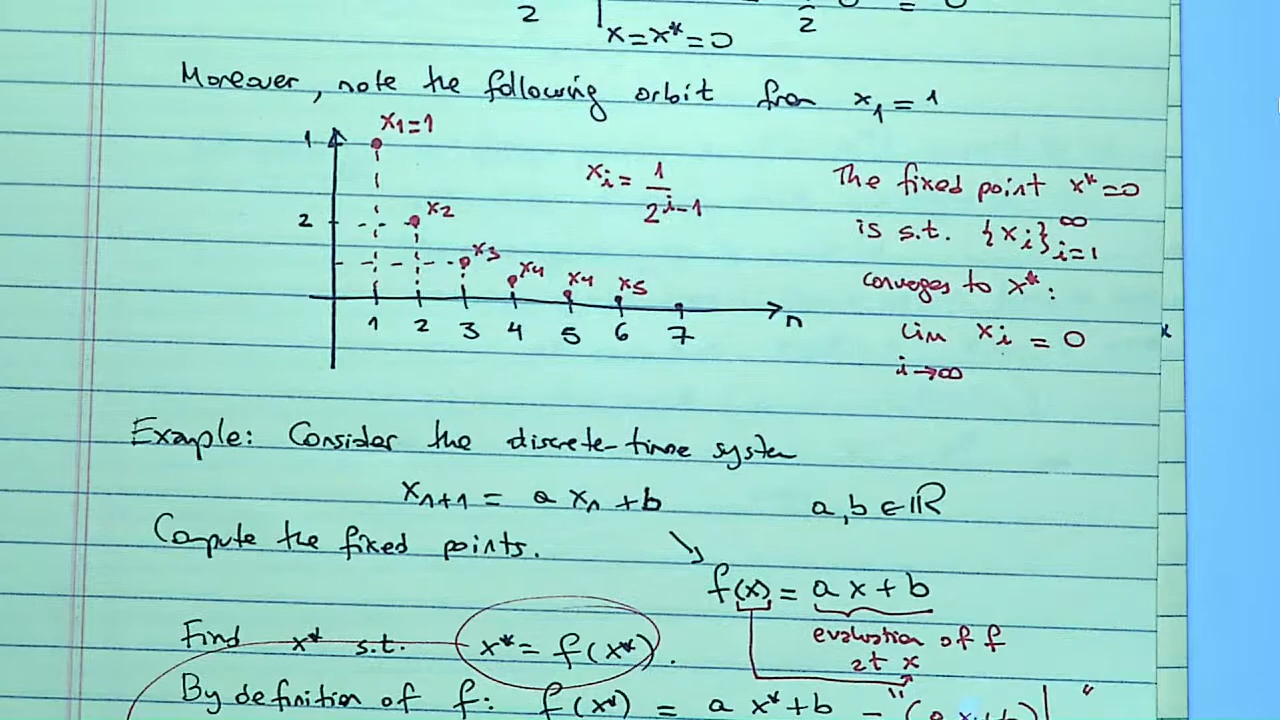 2
x=x*=0
2
= 0
Moreover, note the following orbit from x₁ = 1
1
x₁=1
2
x₂
x₃
x₄
x₄
x₅
1 2 3 4 5 6 7 n
xᵢ = 1/2^(i-1)
The fixed point x*=0
is s.t. {xᵢ}_{i=1}^∞
converges to x*:
lim xᵢ = 0
i→∞
Example: Consider the discrete-time system
xₙ₊₁ = a xₙ + b a,b ∈ ℝ
Compute the fixed points.
f(x) = a x + b
evaluation of f
at x
Find x* s.t. x* = f(x*).
By definition of f: f(x*) = a x* + b